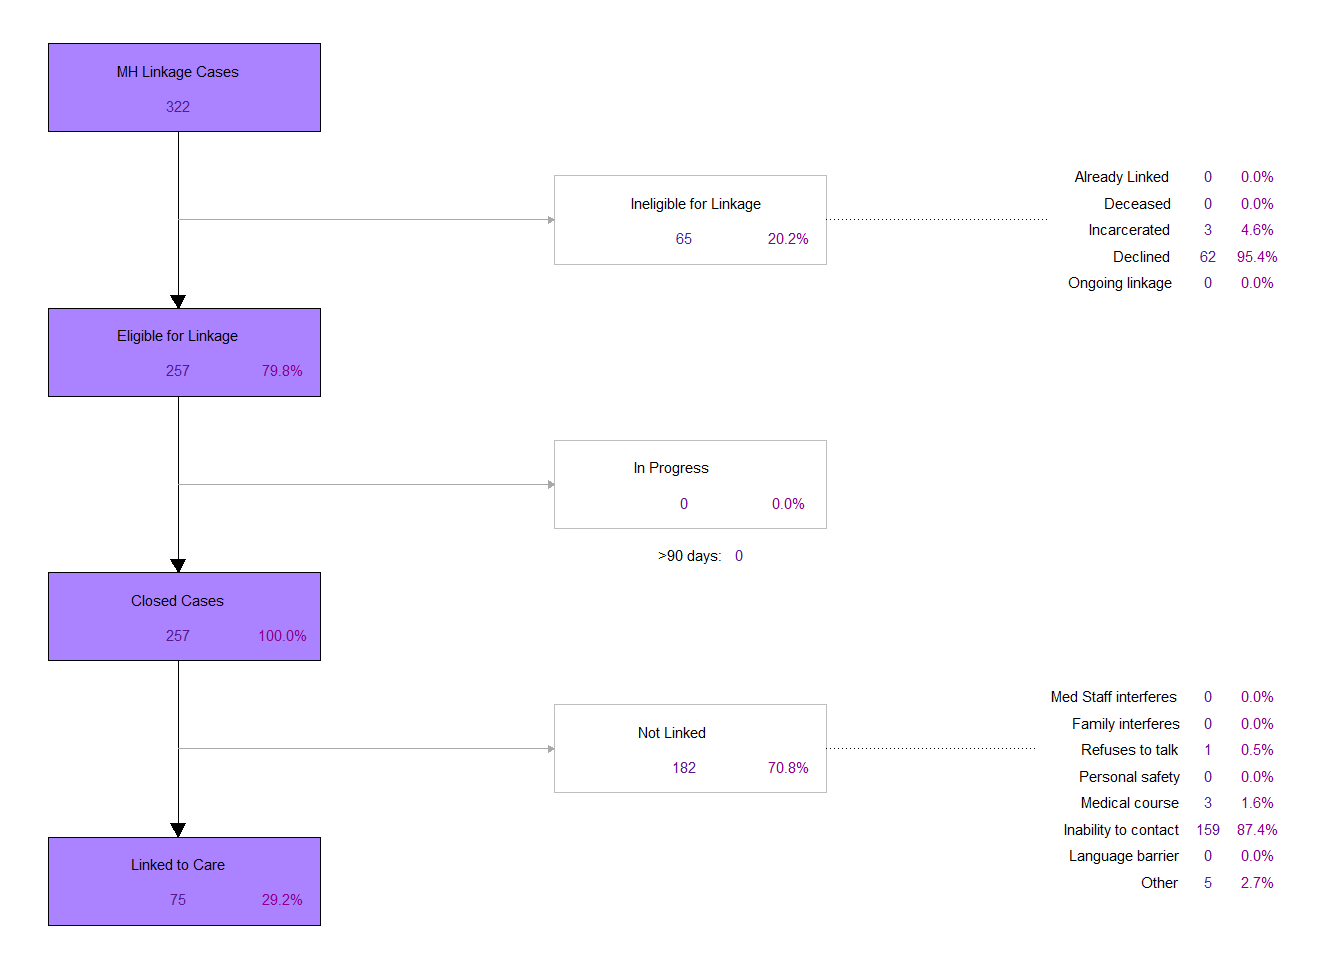 MH Linkage Cases
322
Ineligible for Linkage
65 20.2%
Already Linked 0 0.0%
Deceased 0 0.0%
Incarcerated 3 4.6%
Declined 62 95.4%
Ongoing linkage 0 0.0%
Eligible for Linkage
257 79.8%
In Progress
0 0.0%
>90 days: 0
Closed Cases
257 100.0%
Not Linked
182 70.8%
Med Staff interferes 0 0.0%
Family interferes 0 0.0%
Refuses to talk 1 0.5%
Personal safety 0 0.0%
Medical course 3 1.6%
Inability to contact 159 87.4%
Language barrier 0 0.0%
Other 5 2.7%
Linked to Care
75 29.2%